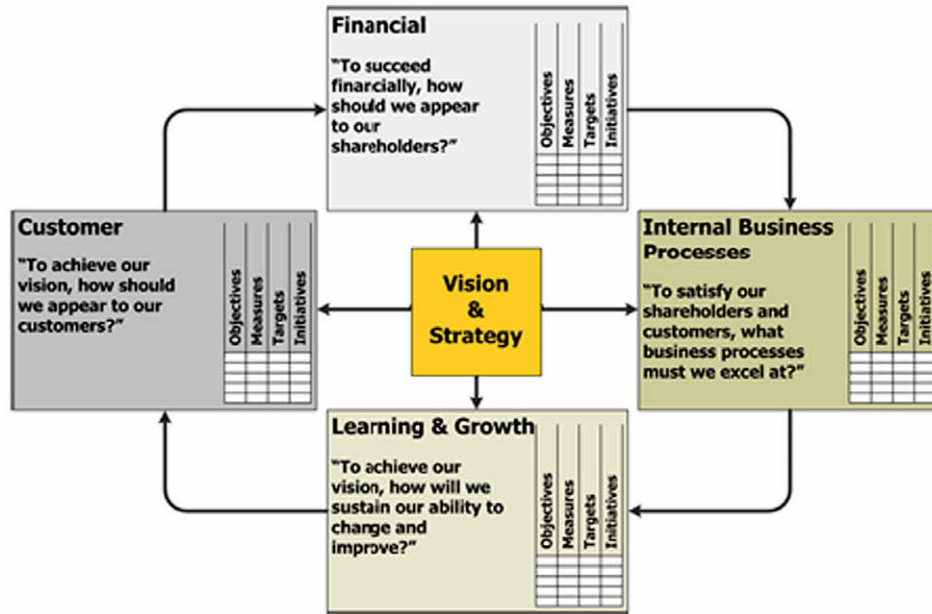 Financial
“To succeed
financially, how
should we appear
to our
shareholders?”
Objectives
Measures
Targets
Initiatives
Customer
“To achieve our
vision, how should
we appear to our
customers?”
Objectives
Measures
Targets
Initiatives
Vision
&
Strategy
Internal Business
Processes
“To satisfy our
shareholders and
customers, what
business processes
must we excel at?”
Objectives
Measures
Targets
Initiatives
Learning & Growth
“To achieve our
vision, how will we
sustain our ability to
change and
improve?”
Objectives
Measures
Targets
Initiatives